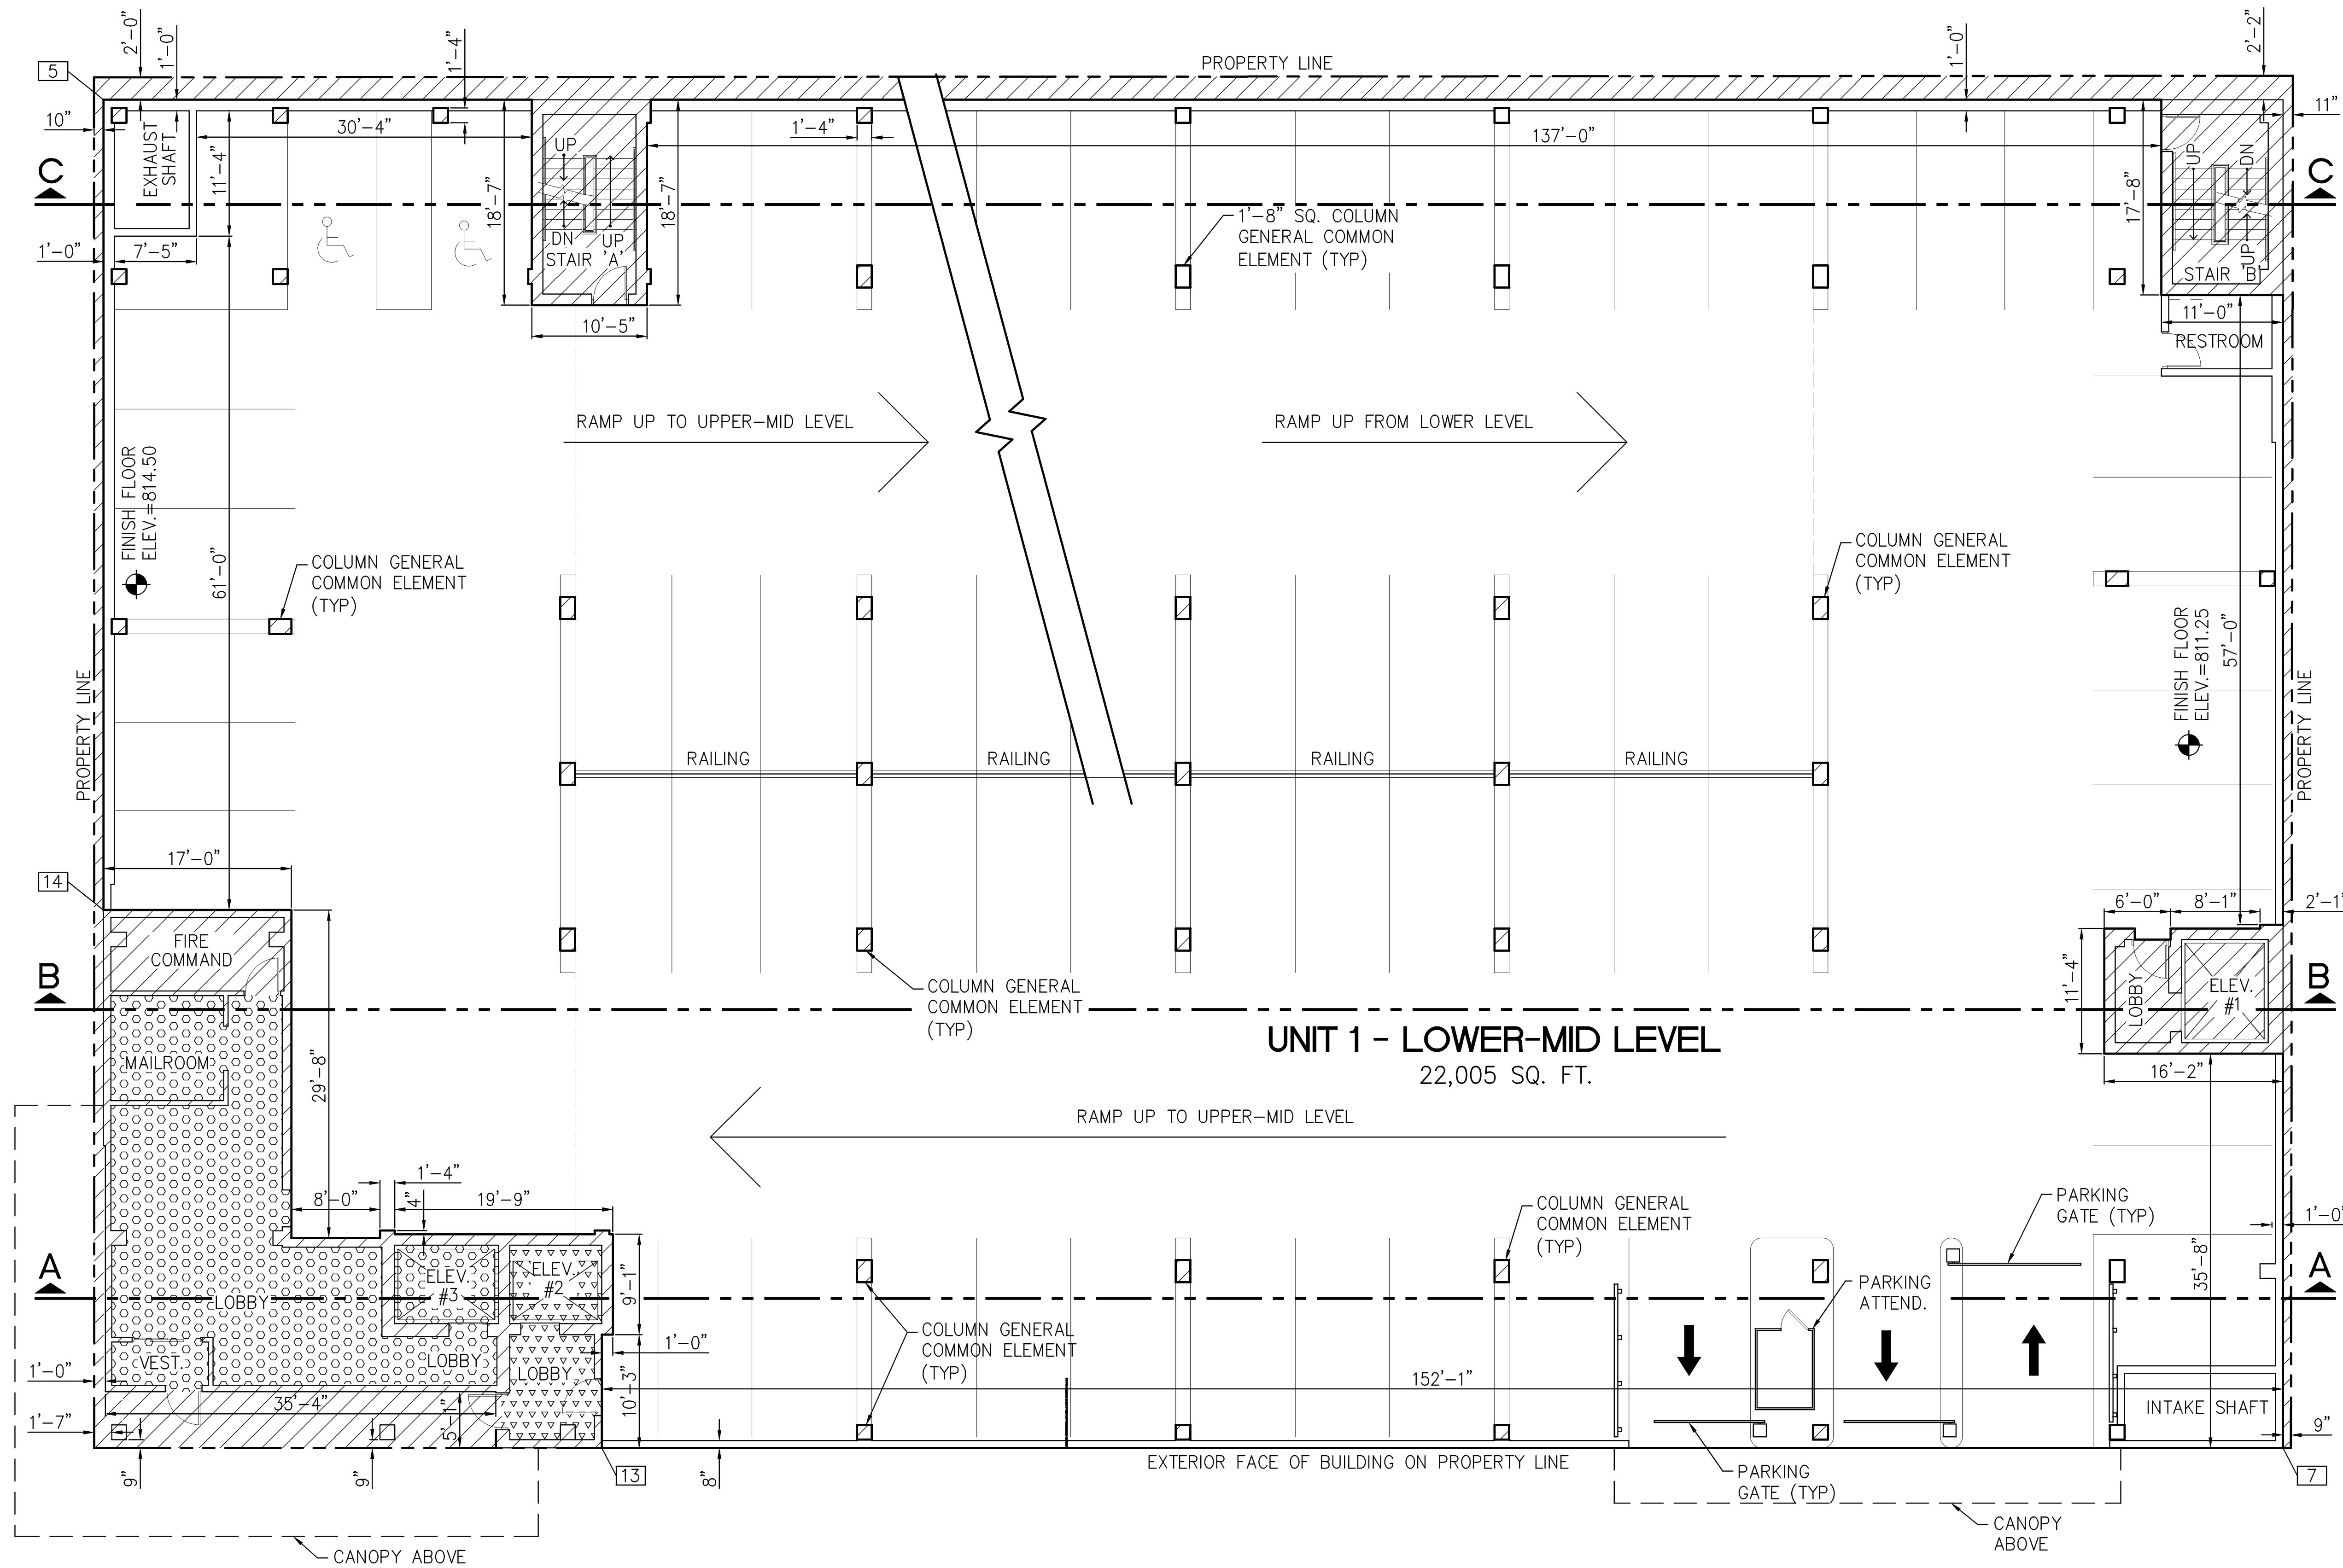 2'-0"
1'-0"
1'-4"
PROPERTY LINE
1'-0"
2'-2"
5
10"
11"
EXHAUST
SHAFT
30'-4"
11'-4"
UP
18'-7"
18'-7"
1'-4"
137'-0"
UP
DN
17'-8"
C
C
1'-8" SQ. COLUMN
GENERAL COMMON
ELEMENT (TYP)
DN
UP
STAIR 'A'
UP
STAIR 'B'
1'-0"
7'-5"
10'-5"
11'-0"
RESTROOM
RAMP UP TO UPPER-MID LEVEL
RAMP UP FROM LOWER LEVEL
FINISH FLOOR
ELEV.=814.50
61'-0"
COLUMN GENERAL
COMMON ELEMENT
(TYP)
COLUMN GENERAL
COMMON ELEMENT
(TYP)
FINISH FLOOR
ELEV.=811.25
57'-0"
PROPERTY LINE
PROPERTY LINE
RAILING
RAILING
RAILING
RAILING
17'-0"
14
6'-0"
8'-1"
2'-1"
FIRE
COMMAND
B
B
COLUMN GENERAL
COMMON ELEMENT
(TYP)
11'-4"
LOBBY
ELEV.
#1
UNIT 1 - LOWER-MID LEVEL
22,005 SQ. FT.
MAILROOM
29'-8"
16'-2"
RAMP UP TO UPPER-MID LEVEL
1'-4"
8'-0"
4"
19'-9"
COLUMN GENERAL
COMMON ELEMENT
(TYP)
PARKING
GATE (TYP)
1'-0"
A
A
ELEV.
#3
ELEV.
#2
9'-1"
LOBBY
35'-8"
PARKING
ATTEND.
COLUMN GENERAL
COMMON ELEMENT
(TYP)
1'-0"
VEST.
LOBBY
LOBBY
1'-0"
35'-4"
5'-1"
10'-3"
152'-1"
INTAKE SHAFT
1'-7"
9"
9"
9"
13
8"
EXTERIOR FACE OF BUILDING ON PROPERTY LINE
PARKING
GATE (TYP)
7
CANOPY
ABOVE
CANOPY ABOVE